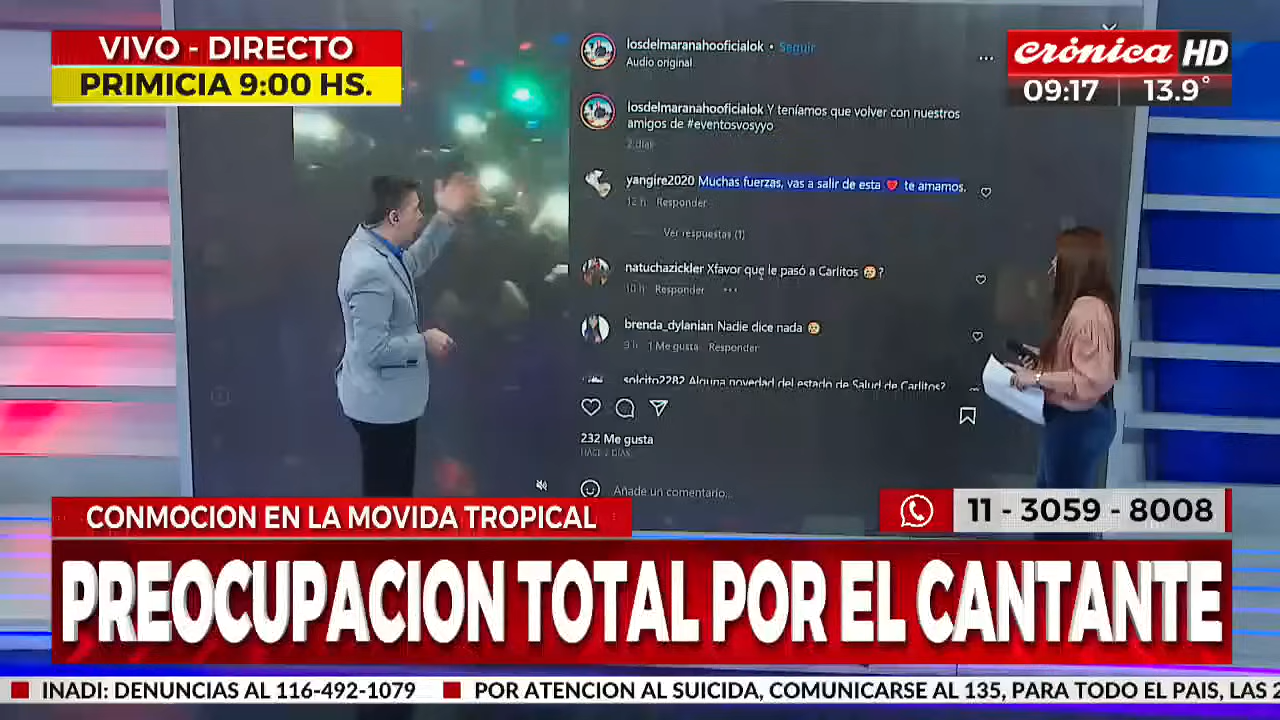 VIVO - DIRECTO
PRIMICIA 9:00 HS.
crónica HD
09:17 13.9°
losdelmaranahooficialok • Seguir
Audio original
losdelmaranahooficialok Y teníamos que volver con nuestros
amigos de #eventosvosyyo
2 días
yangire2020 Muchas fuerzas, vas a salir de esta ❤️ te amamos.
12 h Responder
Ver respuestas (1)
natuchazickler Xfavor que le pasó a Carlitos 😢?
10 h Responder
brenda_dylanian Nadie dice nada 😢
9 h 1 Me gusta Responder
solcito2282 Alguna novedad del estado de Salud de Carlitos?
232 Me gusta
HACE 2 DÍAS
Añade un comentario...
11 - 3059 - 8008
CONMOCION EN LA MOVIDA TROPICAL
PREOCUPACION TOTAL POR EL CANTANTE
INADI: DENUNCIAS AL 116-492-1079 POR ATENCION AL SUICIDA, COMUNICARSE AL 135, PARA TODO EL PAIS, LAS 2